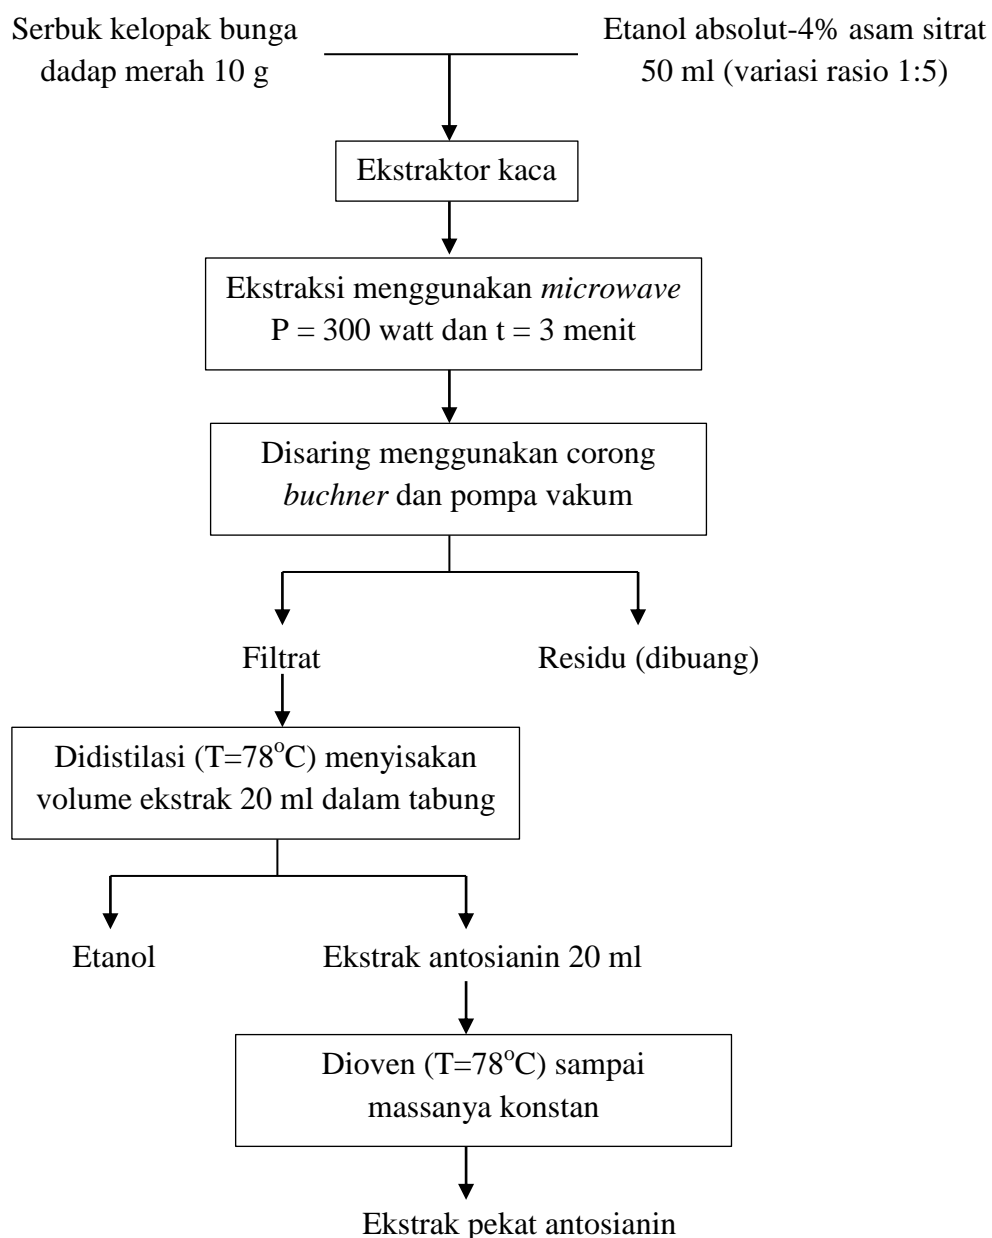 Serbuk kelopak bunga
dadap merah 10 g
Etanol absolut-4% asam sitrat
50 ml (variasi rasio 1:5)
Ekstraktor kaca
Ekstraksi menggunakan microwave
P = 300 watt dan t = 3 menit
Disaring menggunakan corong
buchner dan pompa vakum
Filtrat
Residu (dibuang)
Didistilasi (T=78°C) menyisakan
volume ekstrak 20 ml dalam tabung
Etanol
Ekstrak antosianin 20 ml
Dioven (T=78°C) sampai
massanya konstan
Ekstrak pekat antosianin